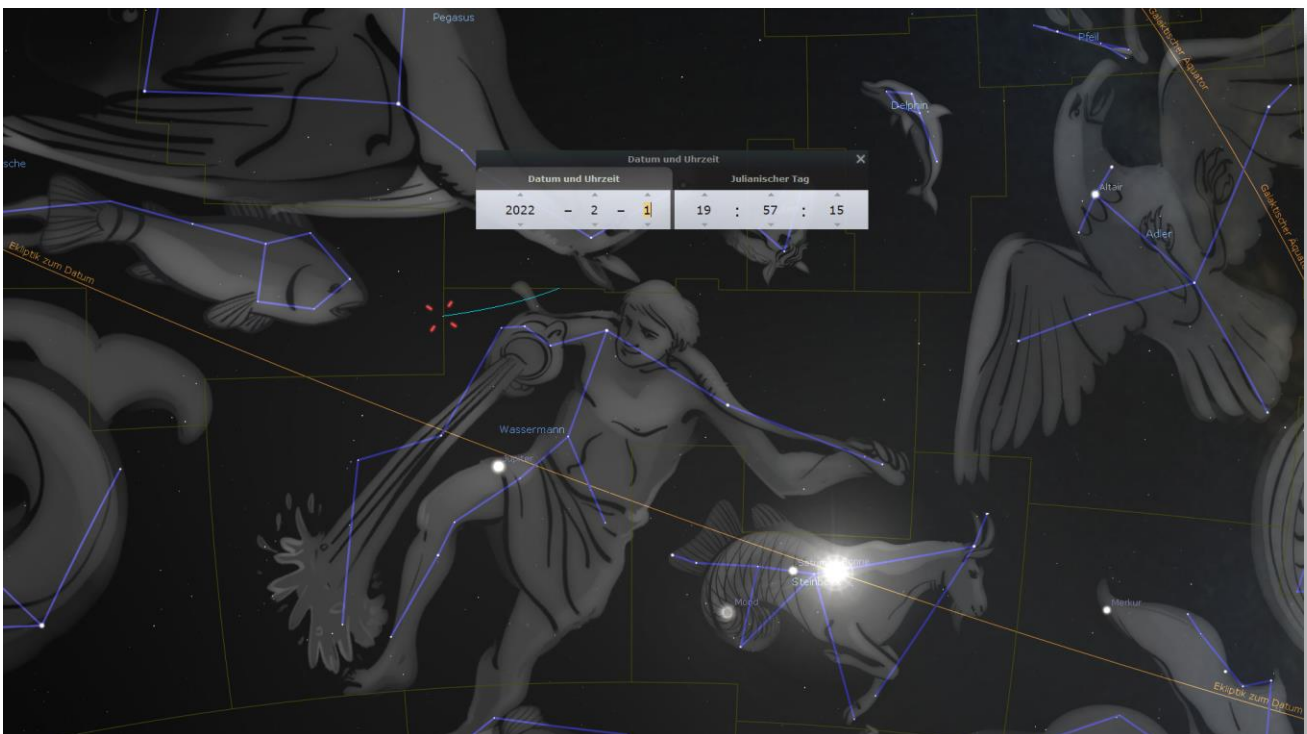 Pegasus
Galaktischer Äquator
Pfeil
Delphin
Datum und Uhrzeit
Datum und Uhrzeit
Julianischer Tag
2022 – 2 – 1
19 : 57 : 15
sche
Altair
Galaktischer Äquator
Adler
Ekliptik zum Datum
Wassermann
Jupiter
Mond
Merkur
Ekliptik zum Datum